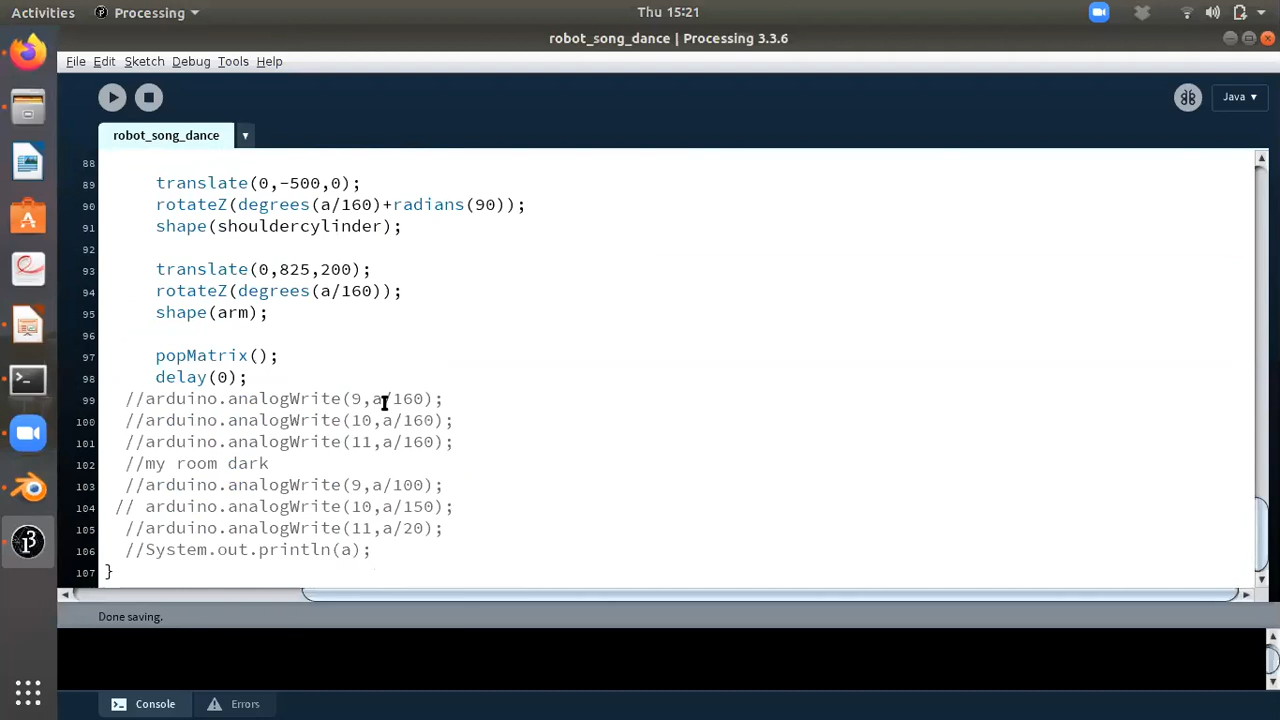 Activities
Processing
Thu 15:21
robot_song_dance | Processing 3.3.6
File Edit Sketch Debug Tools Help
Java
robot_song_dance
88
89 translate(0,-500,0);
90 rotateZ(degrees(a/160)+radians(90));
91 shape(shouldercylinder);
92
93 translate(0,825,200);
94 rotateZ(degrees(a/160));
95 shape(arm);
96
97 popMatrix();
98 delay(0);
99 //arduino.analogWrite(9,a/160);
100 //arduino.analogWrite(10,a/160);
101 //arduino.analogWrite(11,a/160);
102 //my room dark
103 //arduino.analogWrite(9,a/100);
104 // arduino.analogWrite(10,a/150);
105 //arduino.analogWrite(11,a/20);
106 //System.out.println(a);
107 }
Done saving.
Console
Errors